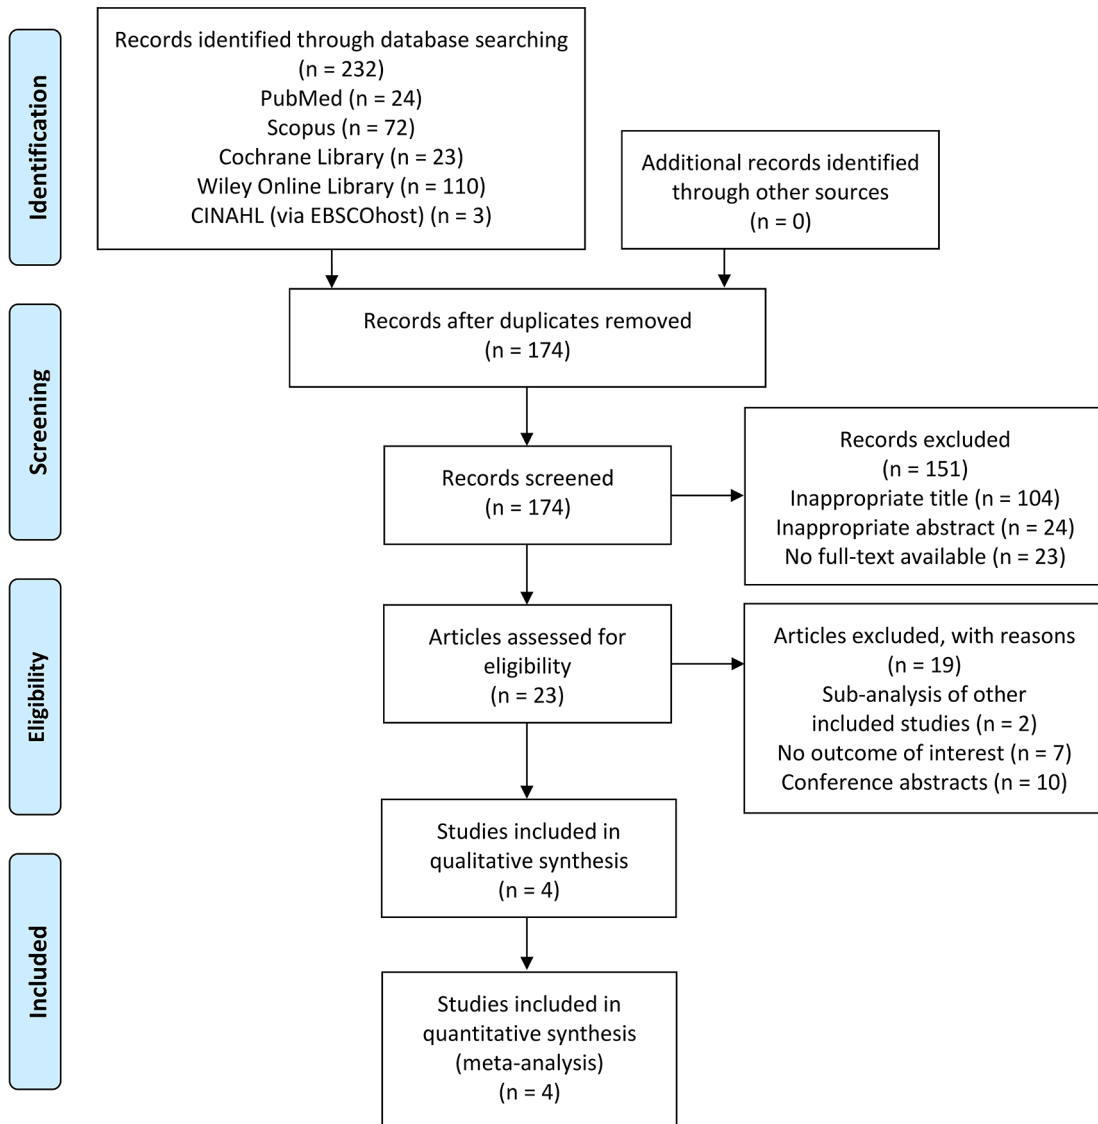 Identification
Records identified through database searching
(n = 232)
PubMed (n = 24)
Scopus (n = 72)
Cochrane Library (n = 23)
Wiley Online Library (n = 110)
CINAHL (via EBSCOhost) (n = 3)
Additional records identified
through other sources
(n = 0)
Screening
Records after duplicates removed
(n = 174)
Records screened
(n = 174)
Records excluded
(n = 151)
Inappropriate title (n = 104)
Inappropriate abstract (n = 24)
No full-text available (n = 23)
Eligibility
Articles assessed for
eligibility
(n = 23)
Articles excluded, with reasons
(n = 19)
Sub-analysis of other
included studies (n = 2)
No outcome of interest (n = 7)
Conference abstracts (n = 10)
Included
Studies included in
qualitative synthesis
(n = 4)
Studies included in
quantitative synthesis
(meta-analysis)
(n = 4)